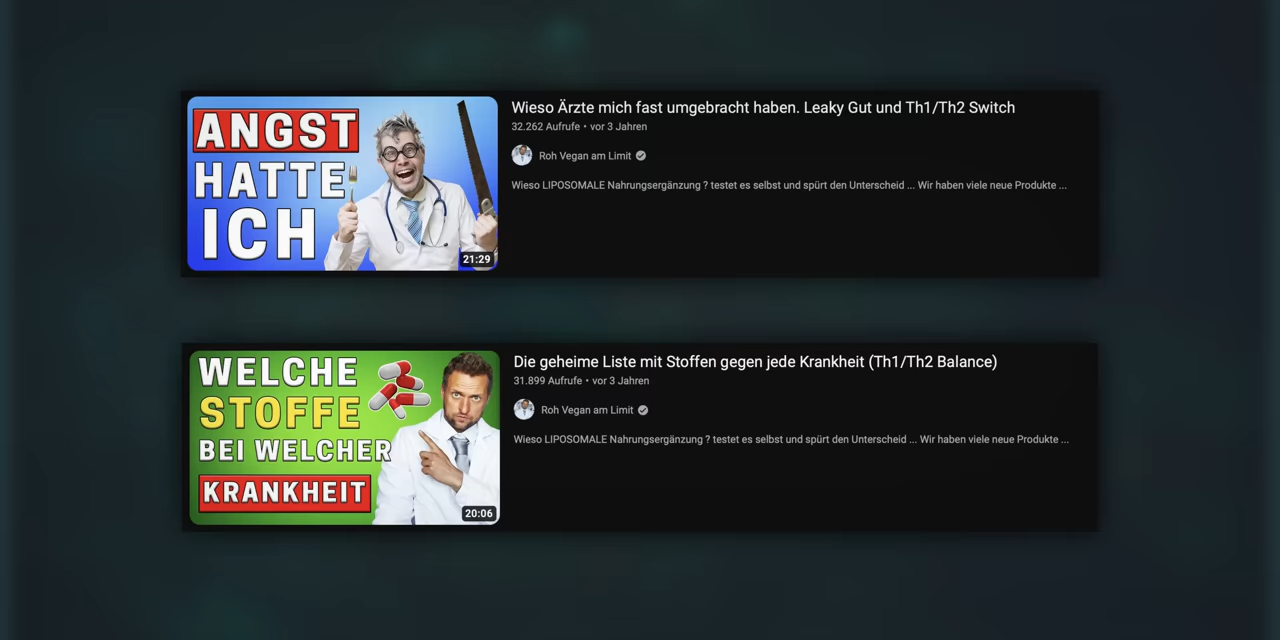 ANGST
HATTE
ICH
21:29
Wieso Ärzte mich fast umgebracht haben. Leaky Gut und Th1/Th2 Switch
32.262 Aufrufe • vor 3 Jahren
Roh Vegan am Limit
Wieso LIPOSOMALE Nahrungsergänzung ? testet es selbst und spürt den Unterscheid ... Wir haben viele neue Produkte ...
WELCHE
STOFFE
BEI WELCHER
KRANKHEIT
20:06
Die geheime Liste mit Stoffen gegen jede Krankheit (Th1/Th2 Balance)
31.899 Aufrufe • vor 3 Jahren
Roh Vegan am Limit
Wieso LIPOSOMALE Nahrungsergänzung ? testet es selbst und spürt den Unterscheid ... Wir haben viele neue Produkte ...